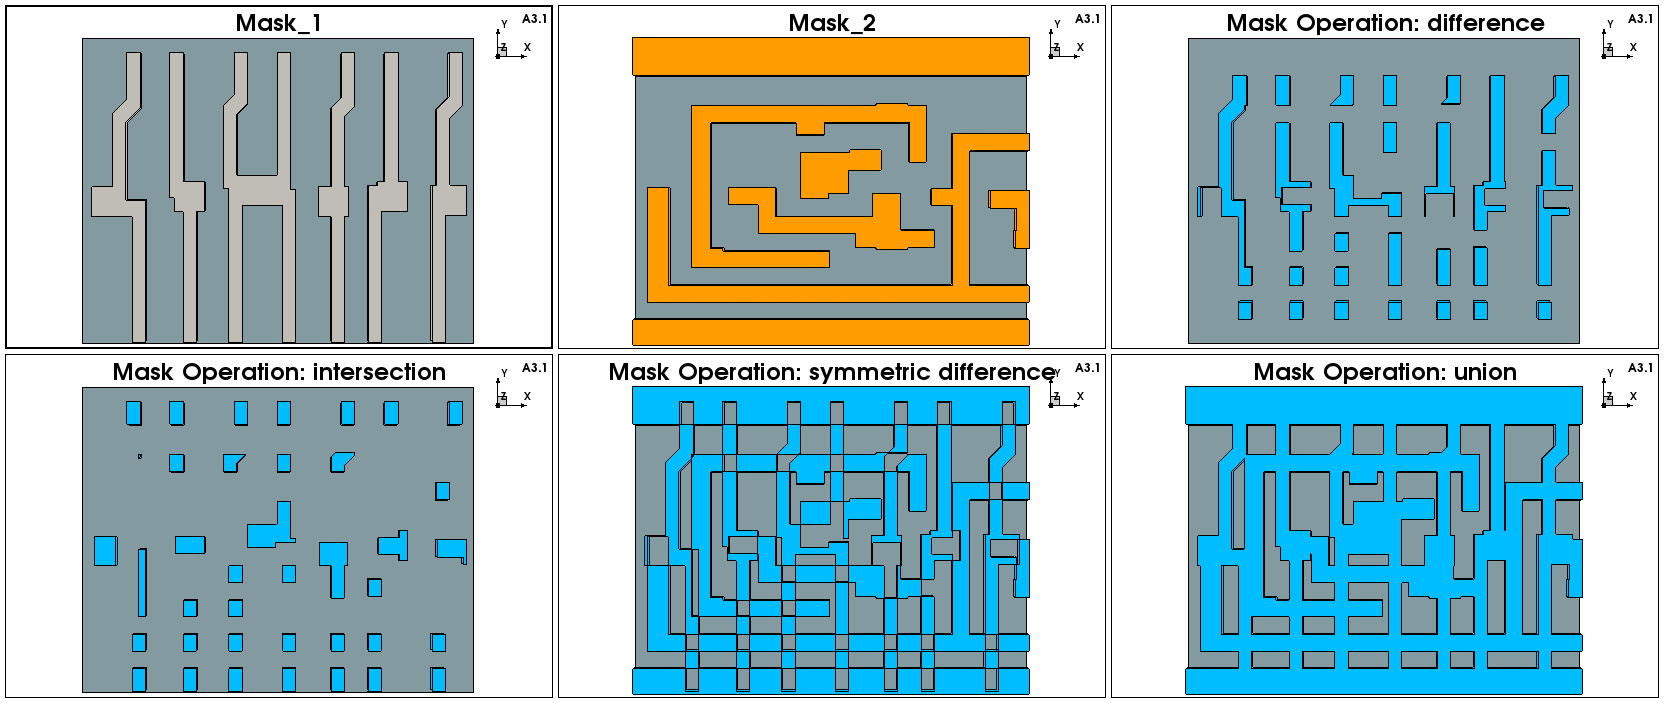 Mask_1
Y
A3.1
Z
X
Mask_2
Y
A3.1
Z
X
Mask Operation: difference
Y
A3.1
Z
X
Mask Operation: intersection
Y
A3.1
Z
X
Mask Operation: symmetric difference
Y
A3.1
Z
X
Mask Operation: union
Y
A3.1
Z
X